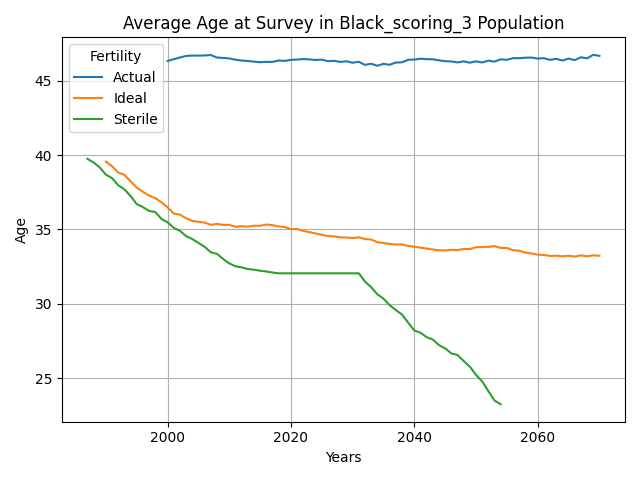 Average Age at Survey in Black_scoring_3 Population
Fertility
Actual
Ideal
Sterile
45
40
35
30
25
Age
2000 2020 2040 2060
Years